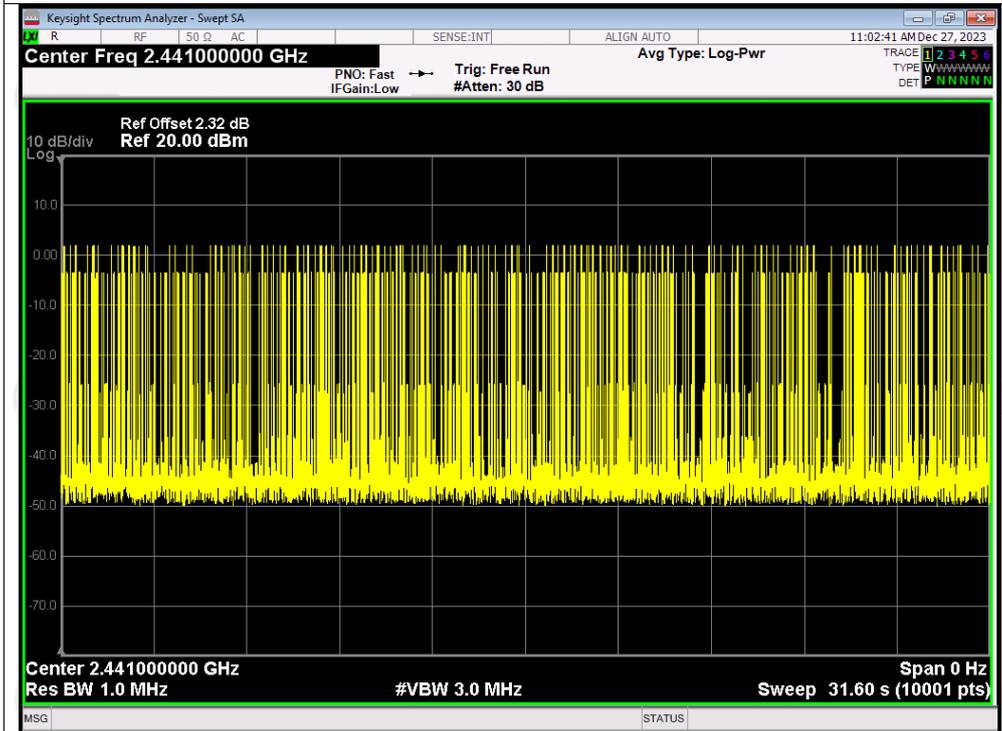 Keysight Spectrum Analyzer - Swept SA
LXI R RF 50 Ω AC SENSE:INT ALIGN AUTO 11:02:41 AM Dec 27, 2023
Center Freq 2.441000000 GHz
PNO: Fast
IFGain:Low
Trig: Free Run
#Atten: 30 dB
Avg Type: Log-Pwr
TRACE 1 2 3 4 5 6
TYPE W W W W W W
DET P N N N N N
Ref Offset 2.32 dB
10 dB/div Ref 20.00 dBm
Log
10.0
0.00
-10.0
-20.0
-30.0
-40.0
-50.0
-60.0
-70.0
Center 2.441000000 GHz Span 0 Hz
Res BW 1.0 MHz #VBW 3.0 MHz Sweep 31.60 s (10001 pts)
MSG STATUS